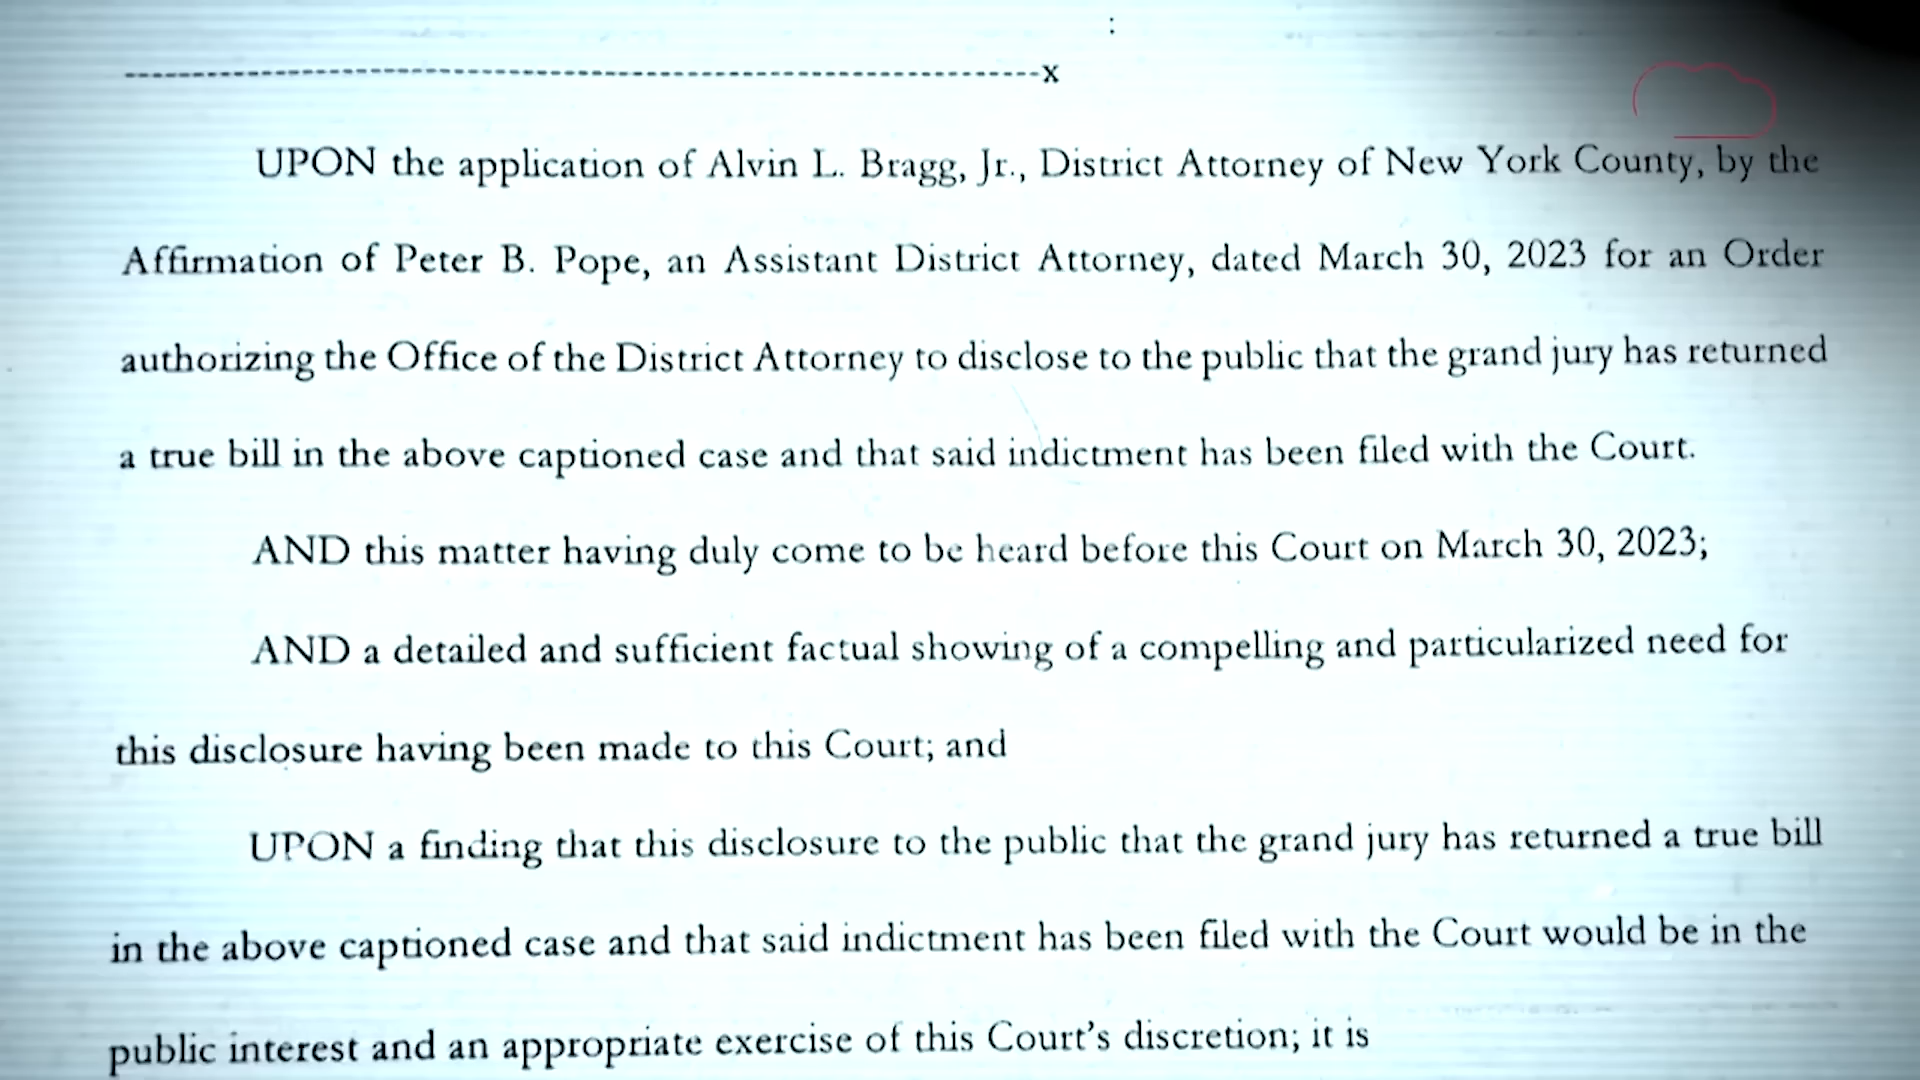 :
--------------------------------------------------------------------x
UPON the application of Alvin L. Bragg, Jr., District Attorney of New York County, by the
Affirmation of Peter B. Pope, an Assistant District Attorney, dated March 30, 2023 for an Order
authorizing the Office of the District Attorney to disclose to the public that the grand jury has returned
a true bill in the above captioned case and that said indictment has been filed with the Court.
AND this matter having duly come to be heard before this Court on March 30, 2023;
AND a detailed and sufficient factual showing of a compelling and particularized need for
this disclosure having been made to this Court; and
UPON a finding that this disclosure to the public that the grand jury has returned a true bill
in the above captioned case and that said indictment has been filed with the Court would be in the
public interest and an appropriate exercise of this Court's discretion; it is